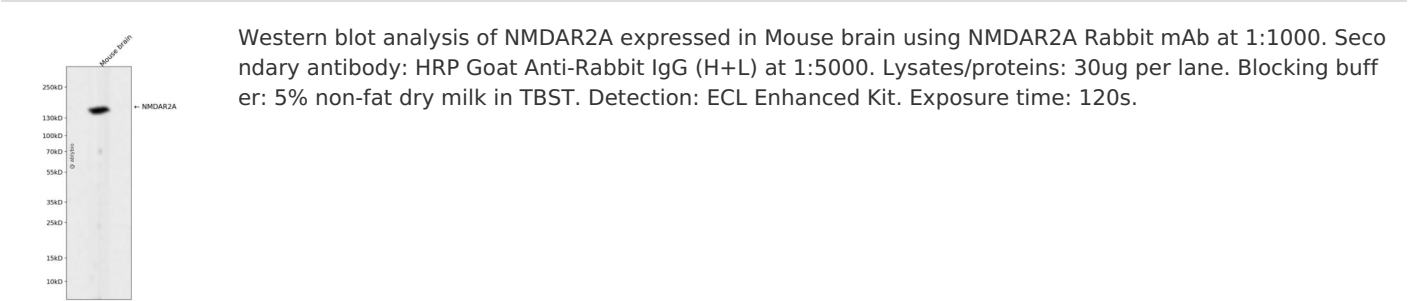 Mouse brain
250kD
← NMDAR2A
130kD
100kD
70kD
55kD
35kD
25kD
15kD
10kD
Western blot analysis of NMDAR2A expressed in Mouse brain using NMDAR2A Rabbit mAb at 1:1000. Seco
ndary antibody: HRP Goat Anti-Rabbit IgG (H+L) at 1:5000. Lysates/proteins: 30ug per lane. Blocking buff
er: 5% non-fat dry milk in TBST. Detection: ECL Enhanced Kit. Exposure time: 120s.